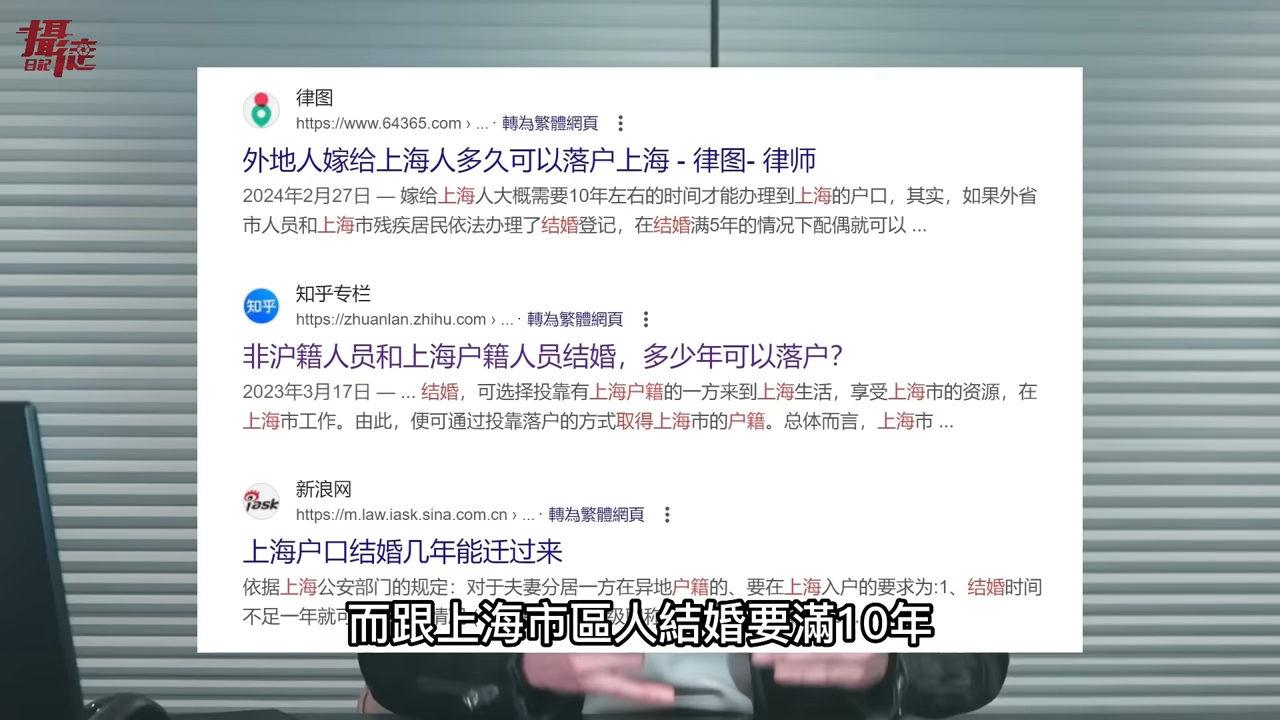 攝徒
日記
律图
https://www.64365.com › ... · 轉為繁體網頁
外地人嫁给上海人多久可以落户上海 - 律图- 律师
2024年2月27日 — 嫁给上海人大概需要10年左右的时间才能办理到上海的户口，其实，如果外省
市人员和上海市残疾居民依法办理了结婚登记，在结婚满5年的情况下配偶就可以 ...
知乎
知乎专栏
https://zhuanlan.zhihu.com › ... · 轉為繁體網頁
非沪籍人员和上海户籍人员结婚，多少年可以落户？
2023年3月17日 — ... 结婚，可选择投靠有上海户籍的一方来到上海生活，享受上海市的资源，在
上海市工作。由此，便可通过投靠落户的方式取得上海市的户籍。总体而言，上海市 ...
iask
新浪网
https://m.law.iask.sina.com.cn › ... · 轉為繁體網頁
上海户口结婚几年能迁过来
依据上海公安部门的规定：对于夫妻分居一方在异地户籍的、要在上海入户的要求为:1、结婚时间
不足一年就可
而跟上海市區人結婚要滿10年